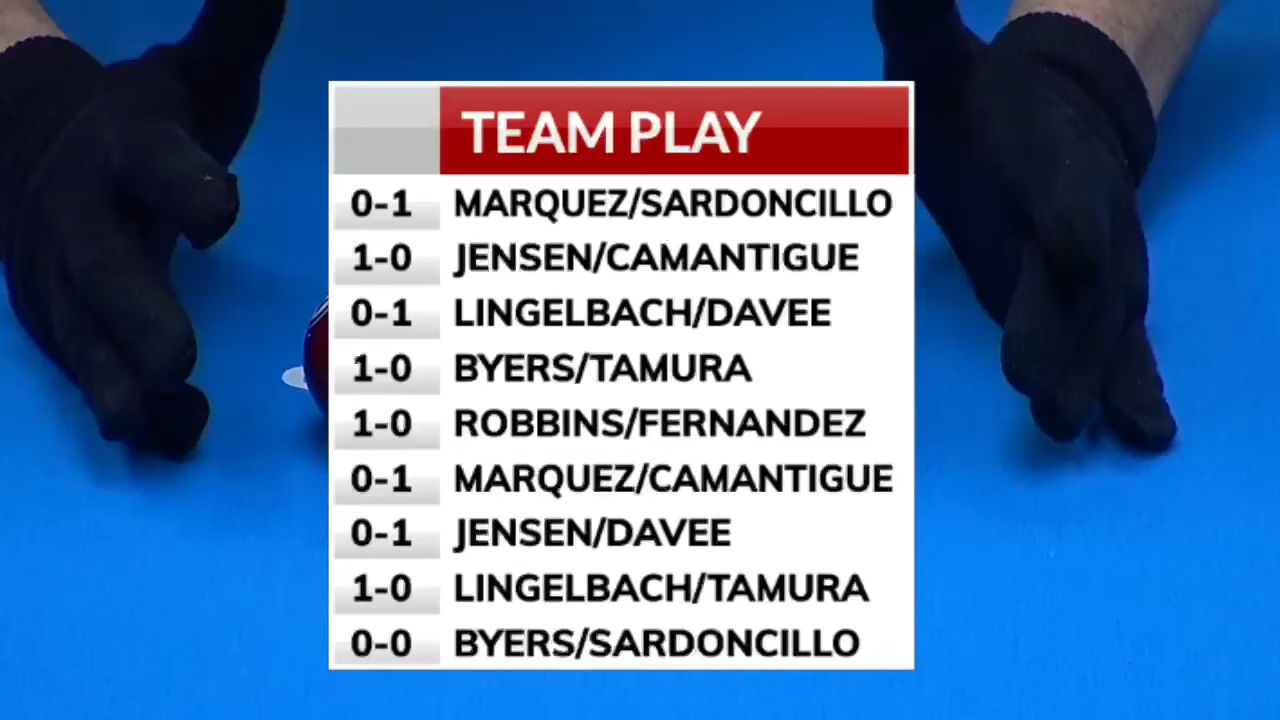 TEAM PLAY
0-1 MARQUEZ/SARDONCILLO
1-0 JENSEN/CAMANTIGUE
0-1 LINGELBACH/DAVEE
1-0 BYERS/TAMURA
1-0 ROBBINS/FERNANDEZ
0-1 MARQUEZ/CAMANTIGUE
0-1 JENSEN/DAVEE
1-0 LINGELBACH/TAMURA
0-0 BYERS/SARDONCILLO